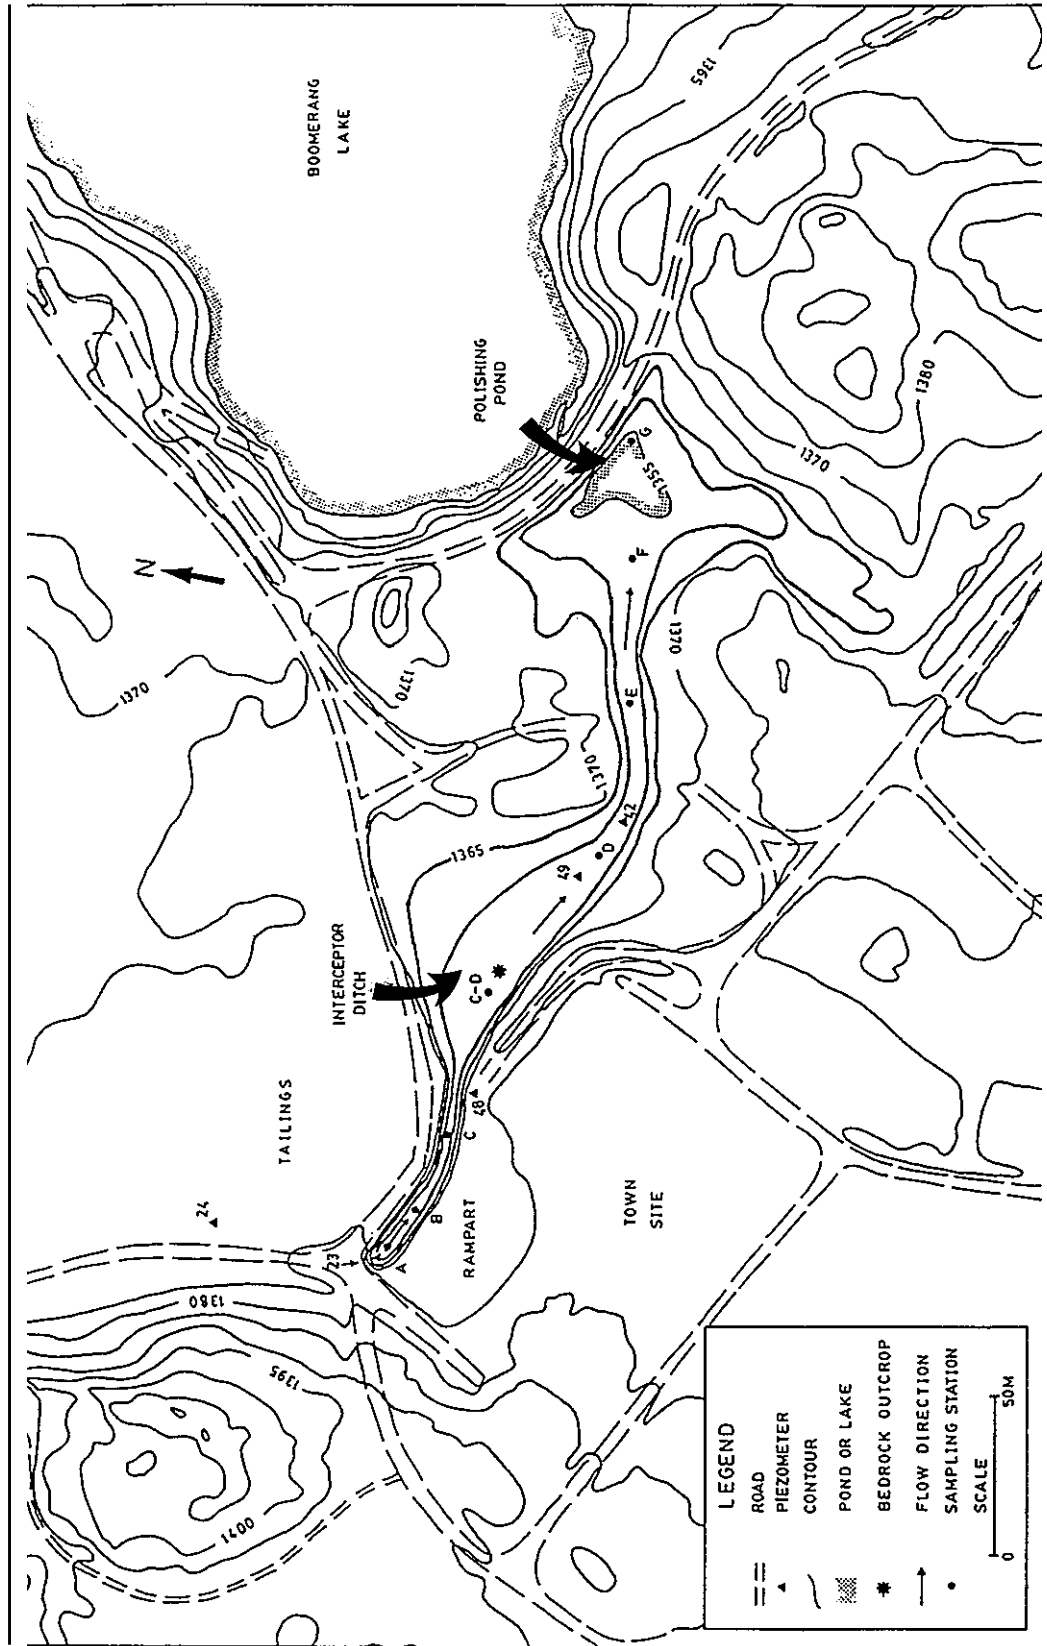 BOOMERANG
LAKE
POLISHING
POND
N
1370
1365
1355
G
F
1370
1370
E
1370
1370
1380
1365
42
D
49
INTERCEPTOR
DITCH
C-D
TAILINGS
48
C
24
23
B
A
RAMPART
TOWN
SITE
1380
1395
1400
LEGEND
ROAD
PIEZOMETER
CONTOUR
POND OR LAKE
BEDROCK OUTCROP
FLOW DIRECTION
SAMPLING STATION
SCALE
0 50M